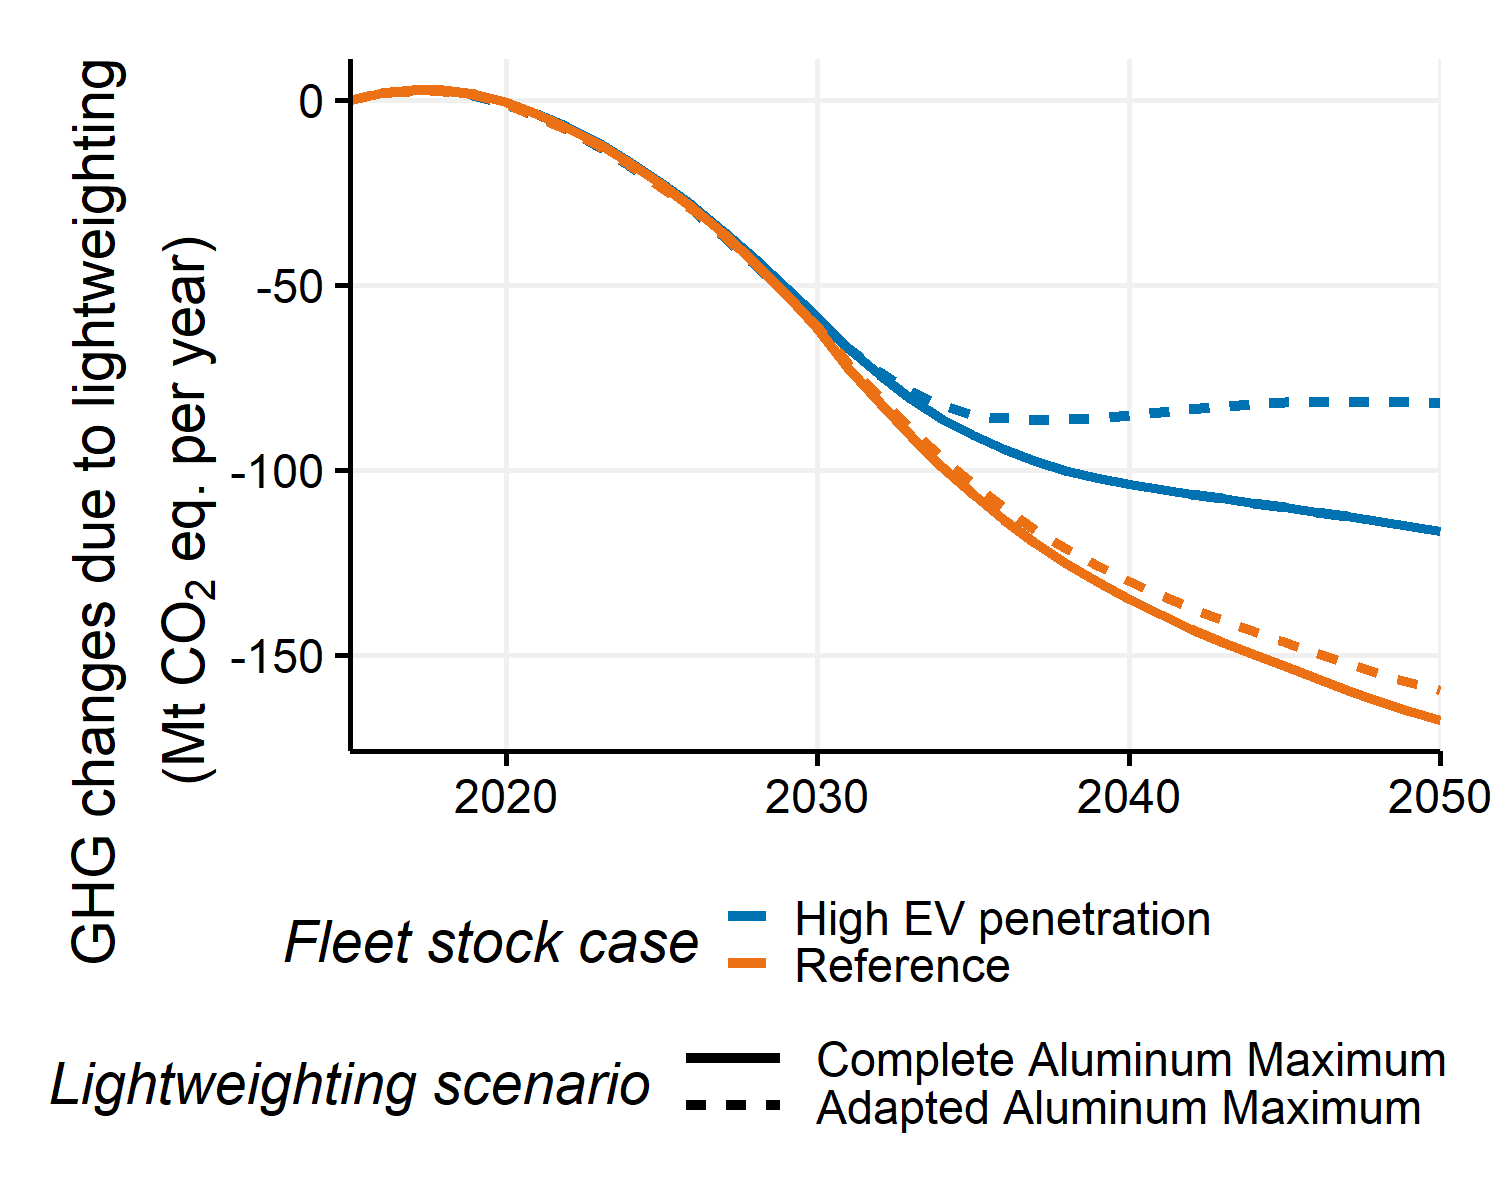 GHG changes due to lightweighting
(Mt CO₂ eq. per year)
0
-50
-100
-150
2020
2030
2040
2050
Fleet stock case
High EV penetration
Reference
Lightweighting scenario
Complete Aluminum Maximum
Adapted Aluminum Maximum